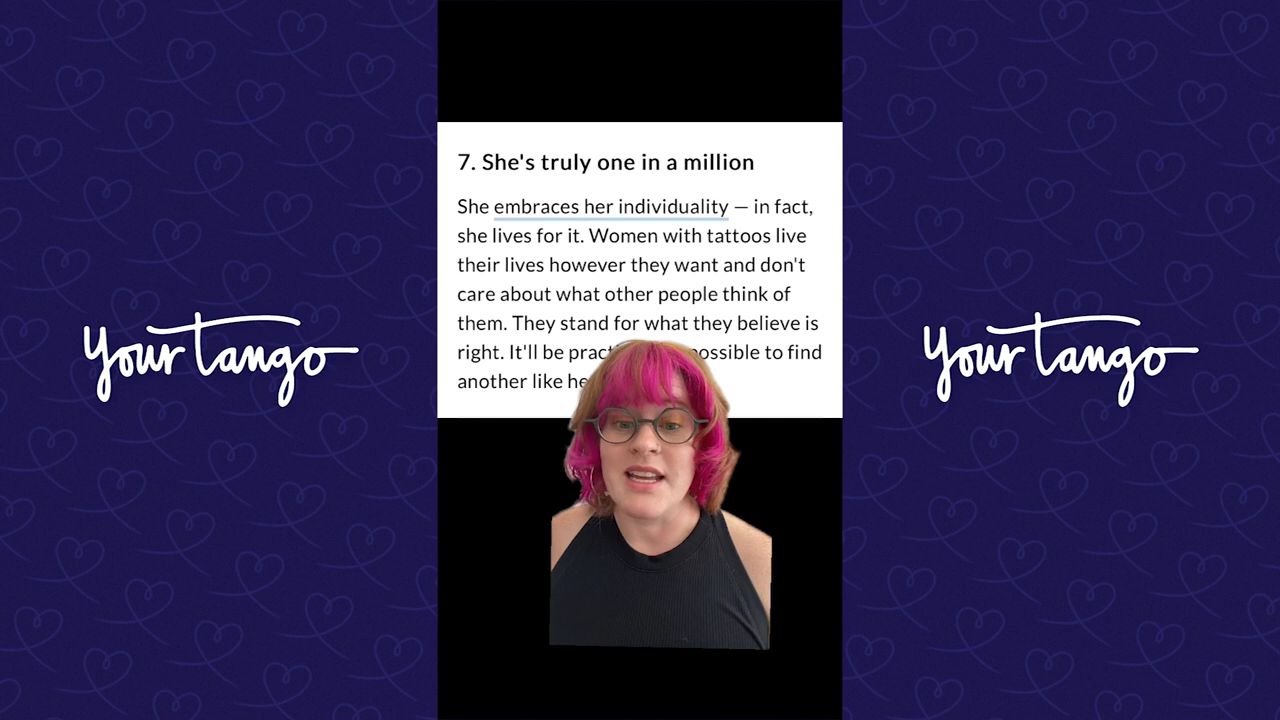 7. She's truly one in a million
She embraces her individuality — in fact,
she lives for it. Women with tattoos live
their lives however they want and don't
care about what other people think of
them. They stand for what they believe is
right. It'll be to find
another like
YourTango
YourTango